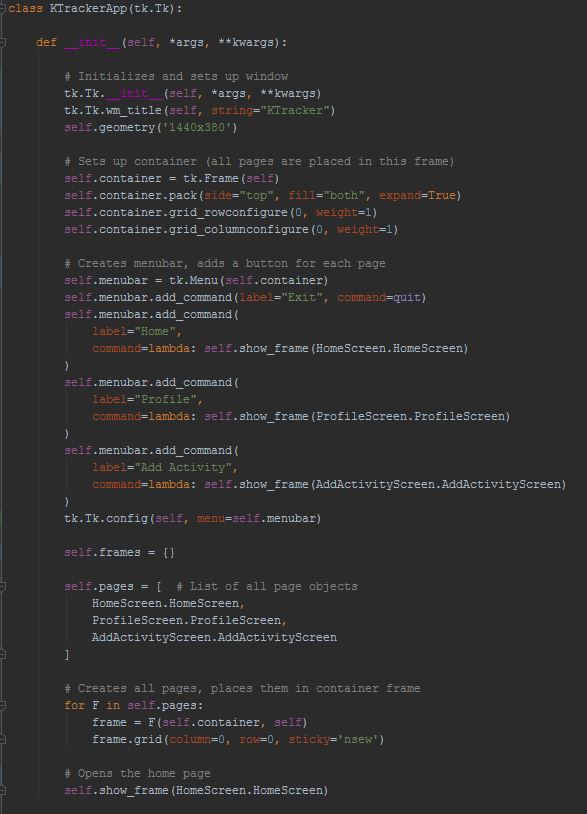 class KTrackerApp(tk.Tk):
def __init__(self, *args, **kwargs):
# Initializes and sets up window
tk.Tk.__init__(self, *args, **kwargs)
tk.Tk.wm_title(self, string="KTracker")
self.geometry('1440x380')
# Sets up container (all pages are placed in this frame)
self.container = tk.Frame(self)
self.container.pack(side="top", fill="both", expand=True)
self.container.grid_rowconfigure(0, weight=1)
self.container.grid_columnconfigure(0, weight=1)
# Creates menubar, adds a button for each page
self.menubar = tk.Menu(self.container)
self.menubar.add_command(label="Exit", command=quit)
self.menubar.add_command(
label="Home",
command=lambda: self.show_frame(HomeScreen.HomeScreen)
)
self.menubar.add_command(
label="Profile",
command=lambda: self.show_frame(ProfileScreen.ProfileScreen)
)
self.menubar.add_command(
label="Add Activity",
command=lambda: self.show_frame(AddActivityScreen.AddActivityScreen)
)
tk.Tk.config(self, menu=self.menubar)
self.frames = {}
self.pages = [  # List of all page objects
HomeScreen.HomeScreen,
ProfileScreen.ProfileScreen,
AddActivityScreen.AddActivityScreen
]
# Creates all pages, places them in container frame
for F in self.pages:
frame = F(self.container, self)
frame.grid(column=0, row=0, sticky='nsew')
# Opens the home page
self.show_frame(HomeScreen.HomeScreen)